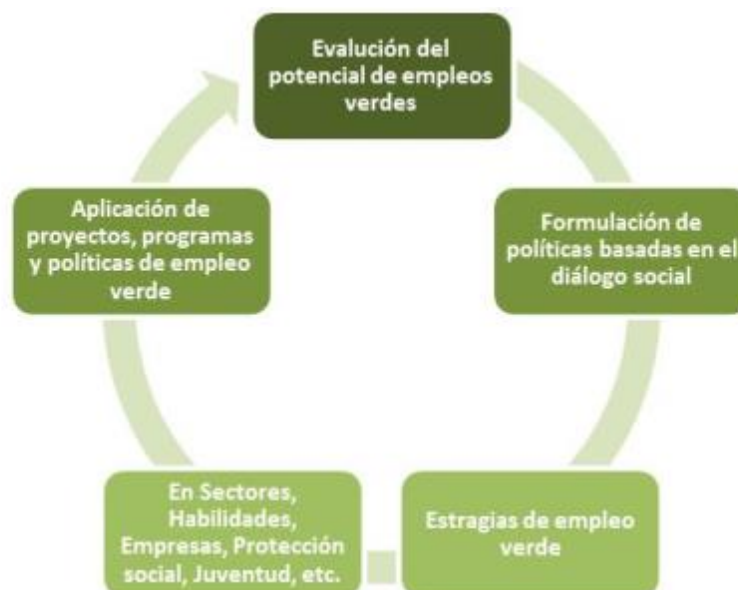 Evalución del
potencial de empleos
verdes
Formulación de
políticas basadas en el
diálogo social
Estragias de empleo
verde
En Sectores,
Habilidades,
Empresas, Protección
social, Juventud, etc.
Aplicación de
proyectos, programas
y políticas de empleo
verde